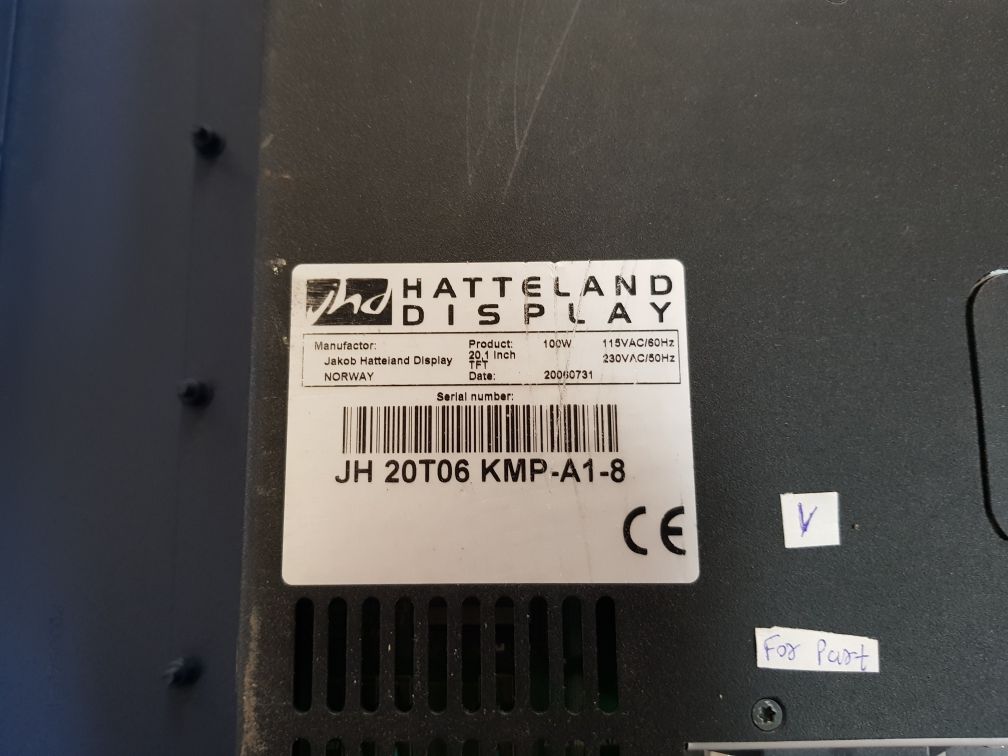 jhd HATTELAND
DISPLAY
Manufactor:
Jakob Hatteland Display
NORWAY
Product: 100W 115VAC/60Hz
20,1 Inch 230VAC/50Hz
TFT
Date: 20060731
Serial number:
JH 20T06 KMP-A1-8
CE
V
For Part